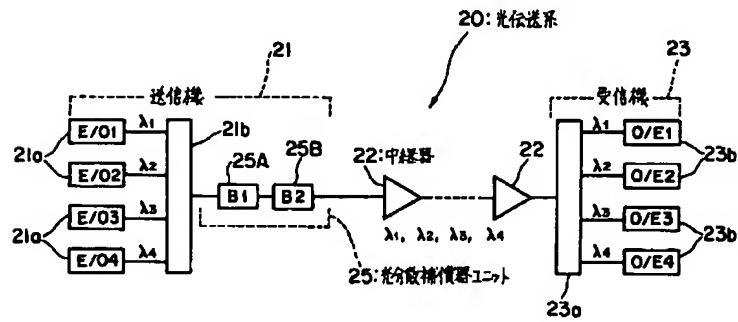 20:光伝送系
21
送信機
23
受信機
E/O1
λ1
21b
E/O2
λ2
21a
25A
25B
B1
B2
22:中継器
22
λ1
O/E1
λ2
O/E2
23b
E/O3
λ3
21a
E/O4
λ4
λ1, λ2, λ3, λ4
λ3
O/E3
23b
λ4
O/E4
25:光分散補償器ユニット
23a